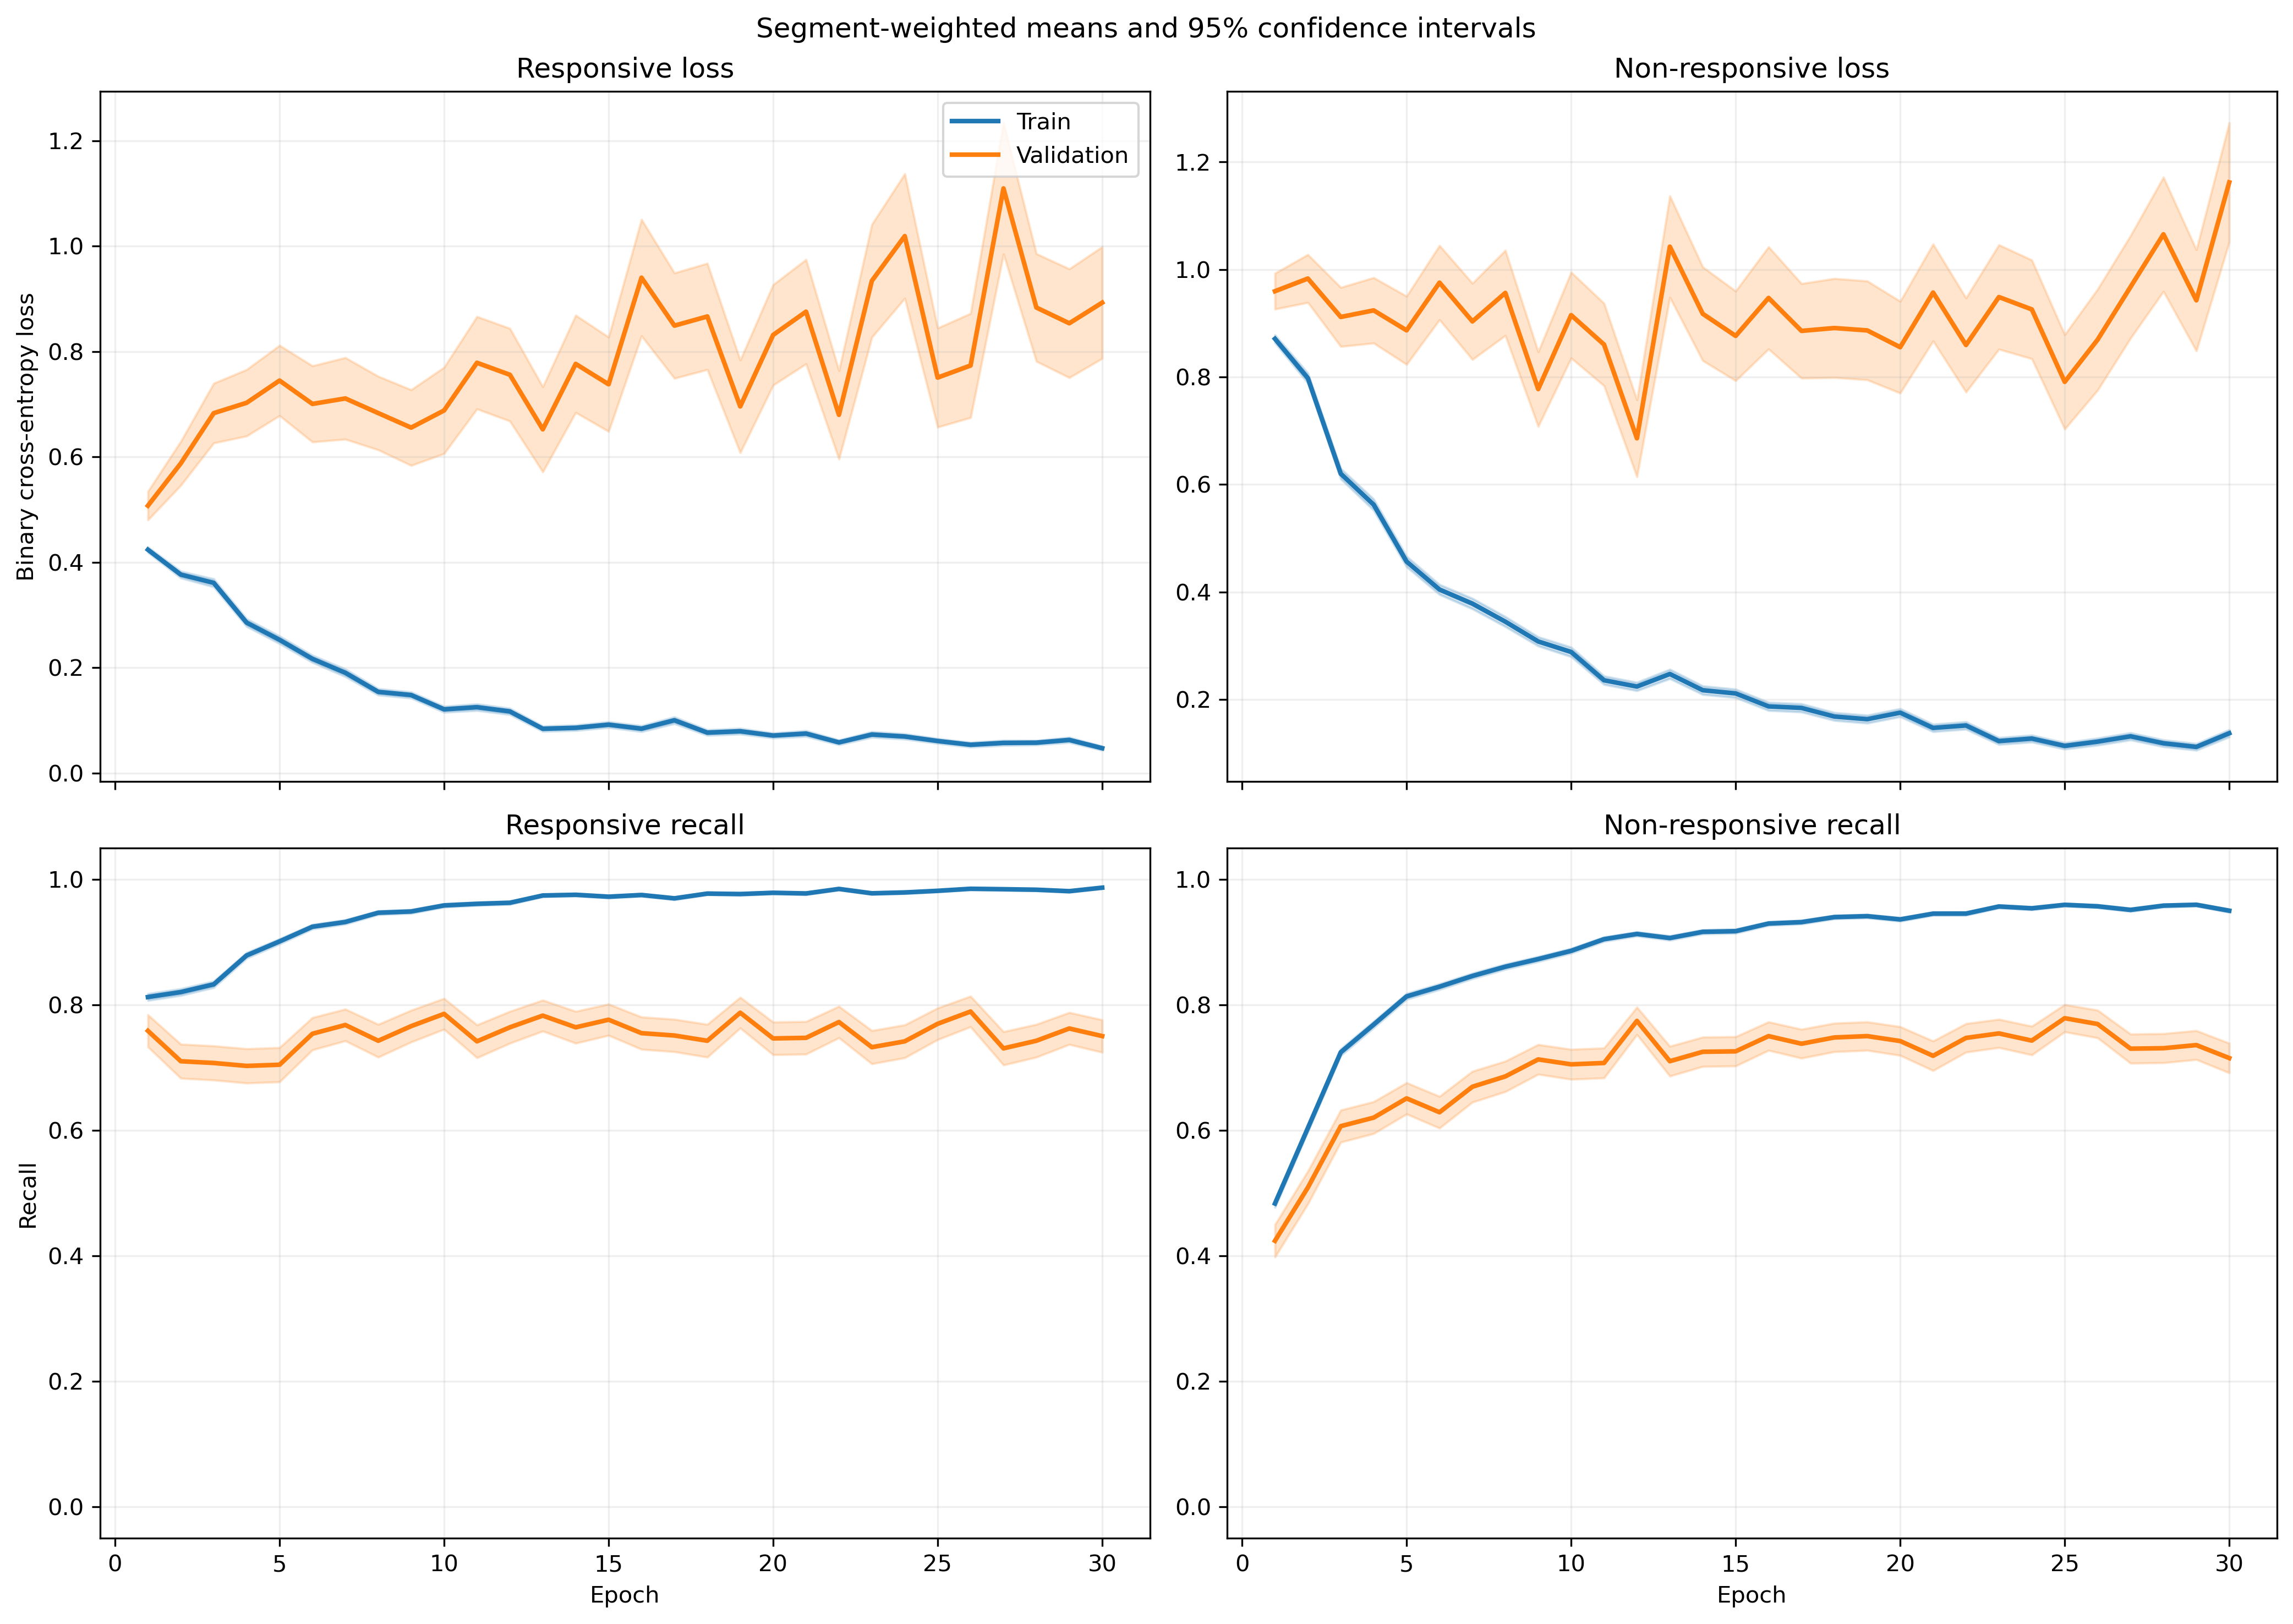 Segment-weighted means and 95% confidence intervals
Responsive loss
Non-responsive loss
Binary cross-entropy loss
1.2
1.0
0.8
0.6
0.4
0.2
0.0
Train
Validation
1.2
1.0
0.8
0.6
0.4
0.2
Responsive recall
Non-responsive recall
Recall
1.0
0.8
0.6
0.4
0.2
0.0
0 5 10 15 20 25 30
Epoch
1.0
0.8
0.6
0.4
0.2
0.0
0 5 10 15 20 25 30
Epoch